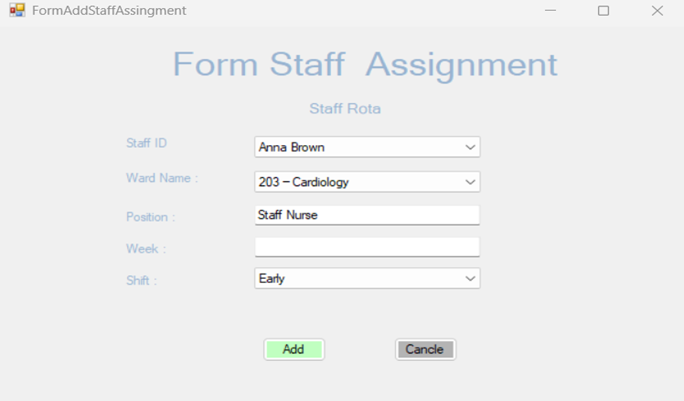 FormAddStaffAssingment
Form Staff Assignment
Staff Rota
Staff ID Anna Brown
Ward Name : 203 – Cardiology
Position : Staff Nurse
Week :
Shift : Early
Add Cancle